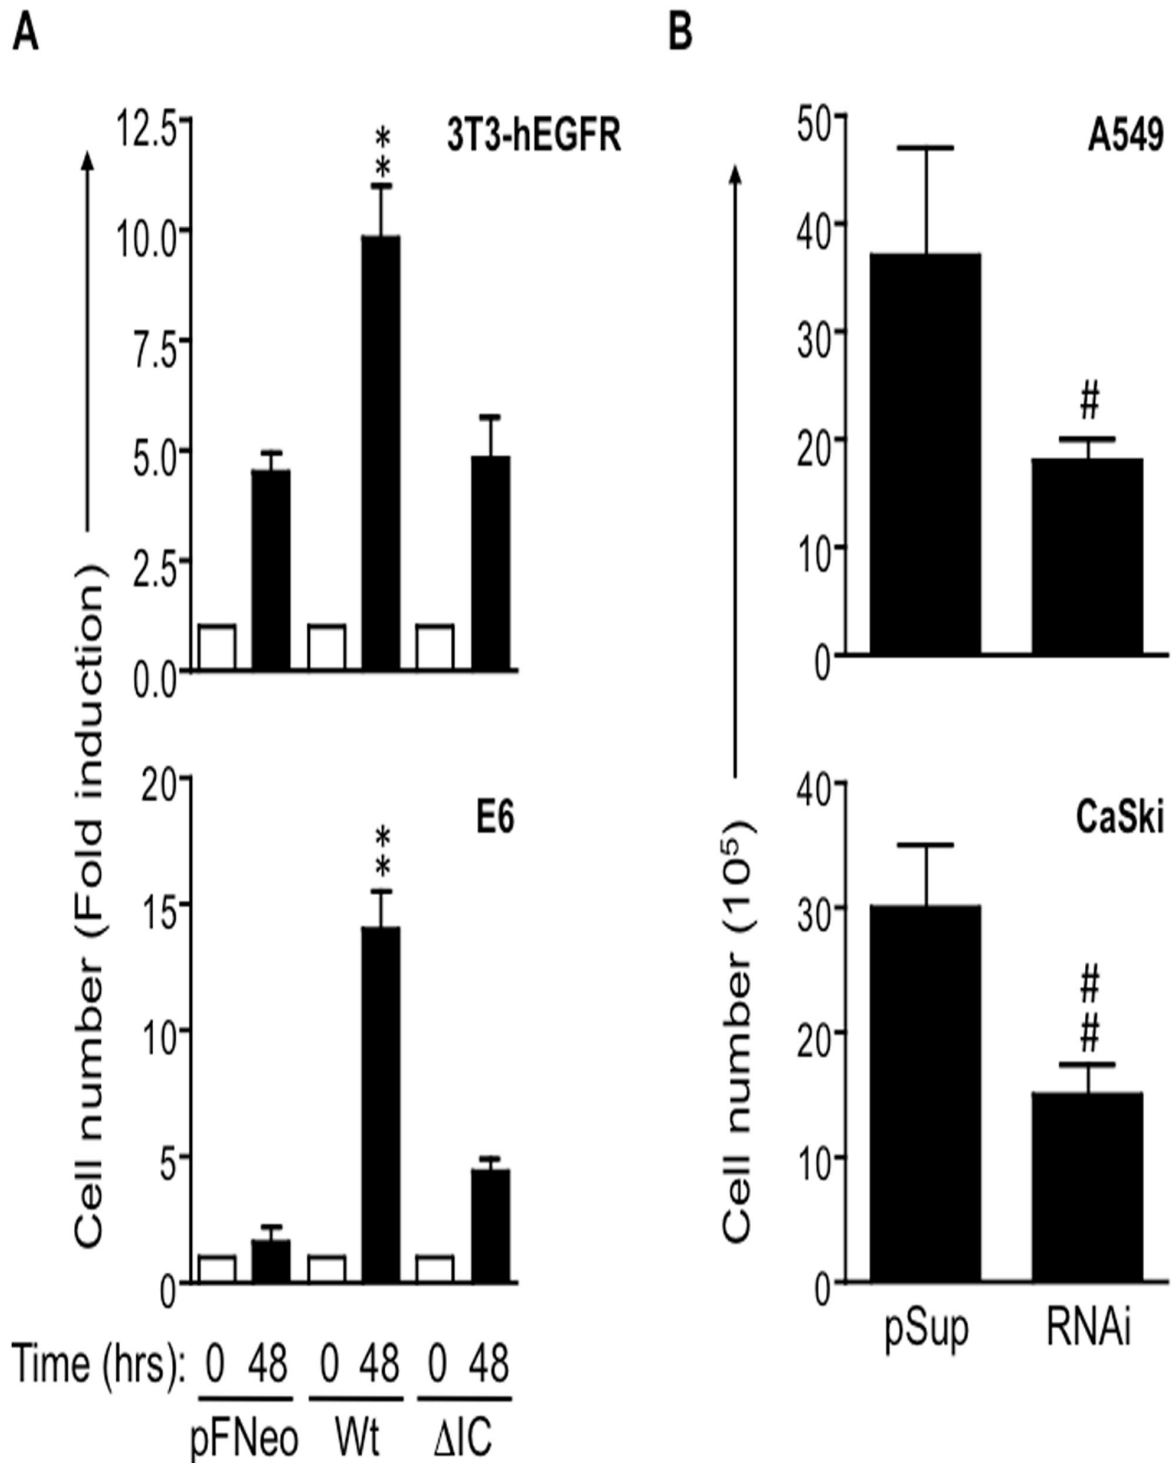 A
B
Cell number (Fold induction)
3T3-hEGFR
12.5
10.0
7.5
5.0
2.5
0.0
*
*
E6
20
15
10
5
0
*
*
Time (hrs): 0 48 0 48 0 48
pFNeo Wt ΔIC
Cell number (10⁵)
A549
50
40
30
20
10
0
#
CaSki
40
30
20
10
0
#
#
pSup RNAi